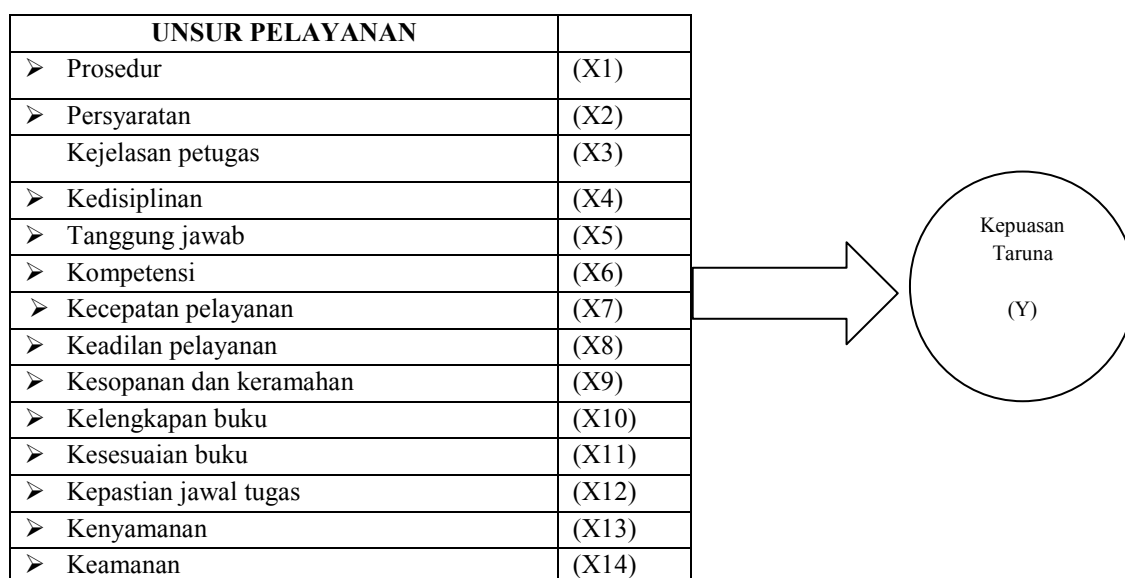 UNSUR PELAYANAN
➢ Prosedur (X1)
➢ Persyaratan (X2)
Kejelasan petugas (X3)
➢ Kedisiplinan (X4)
➢ Tanggung jawab (X5)
➢ Kompetensi (X6)
➢ Kecepatan pelayanan (X7)
➢ Keadilan pelayanan (X8)
➢ Kesopanan dan keramahan (X9)
➢ Kelengkapan buku (X10)
➢ Kesesuaian buku (X11)
➢ Kepastian jawal tugas (X12)
➢ Kenyamanan (X13)
➢ Keamanan (X14)
Kepuasan
Taruna
(Y)